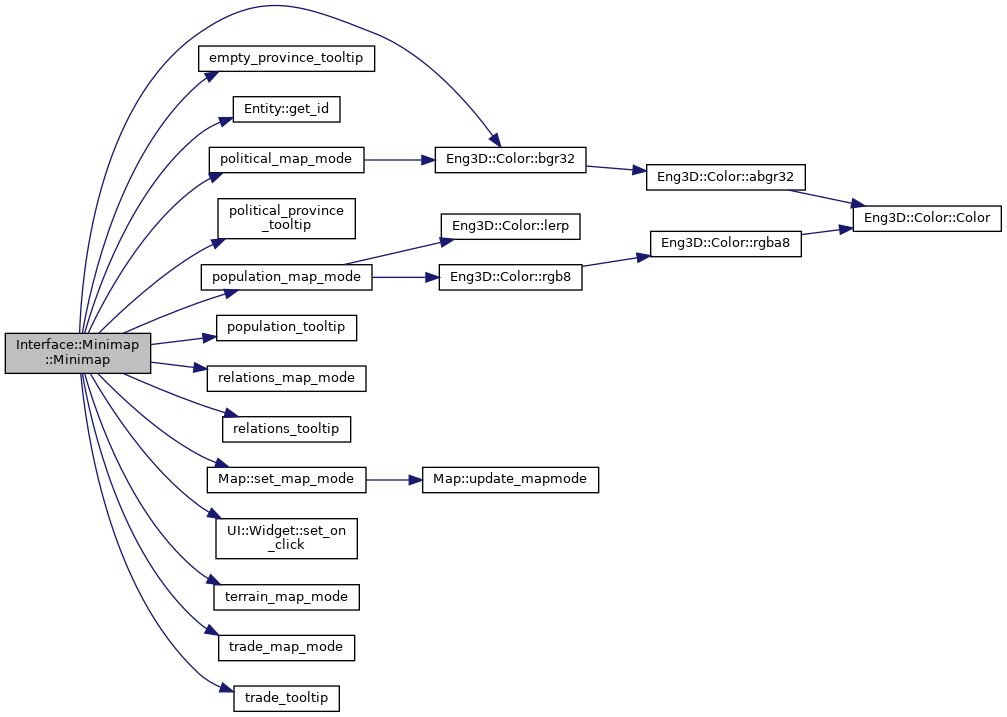 empty_province_tooltip
Entity::get_id
political_map_mode
Eng3D::Color::bgr32
Eng3D::Color::abgr32
political_province
_tooltip
Eng3D::Color::lerp
Eng3D::Color::Color
Eng3D::Color::rgba8
population_map_mode
Eng3D::Color::rgb8
population_tooltip
Interface::Minimap
::Minimap
relations_map_mode
relations_tooltip
Map::set_map_mode
Map::update_mapmode
UI::Widget::set_on
_click
terrain_map_mode
trade_map_mode
trade_tooltip